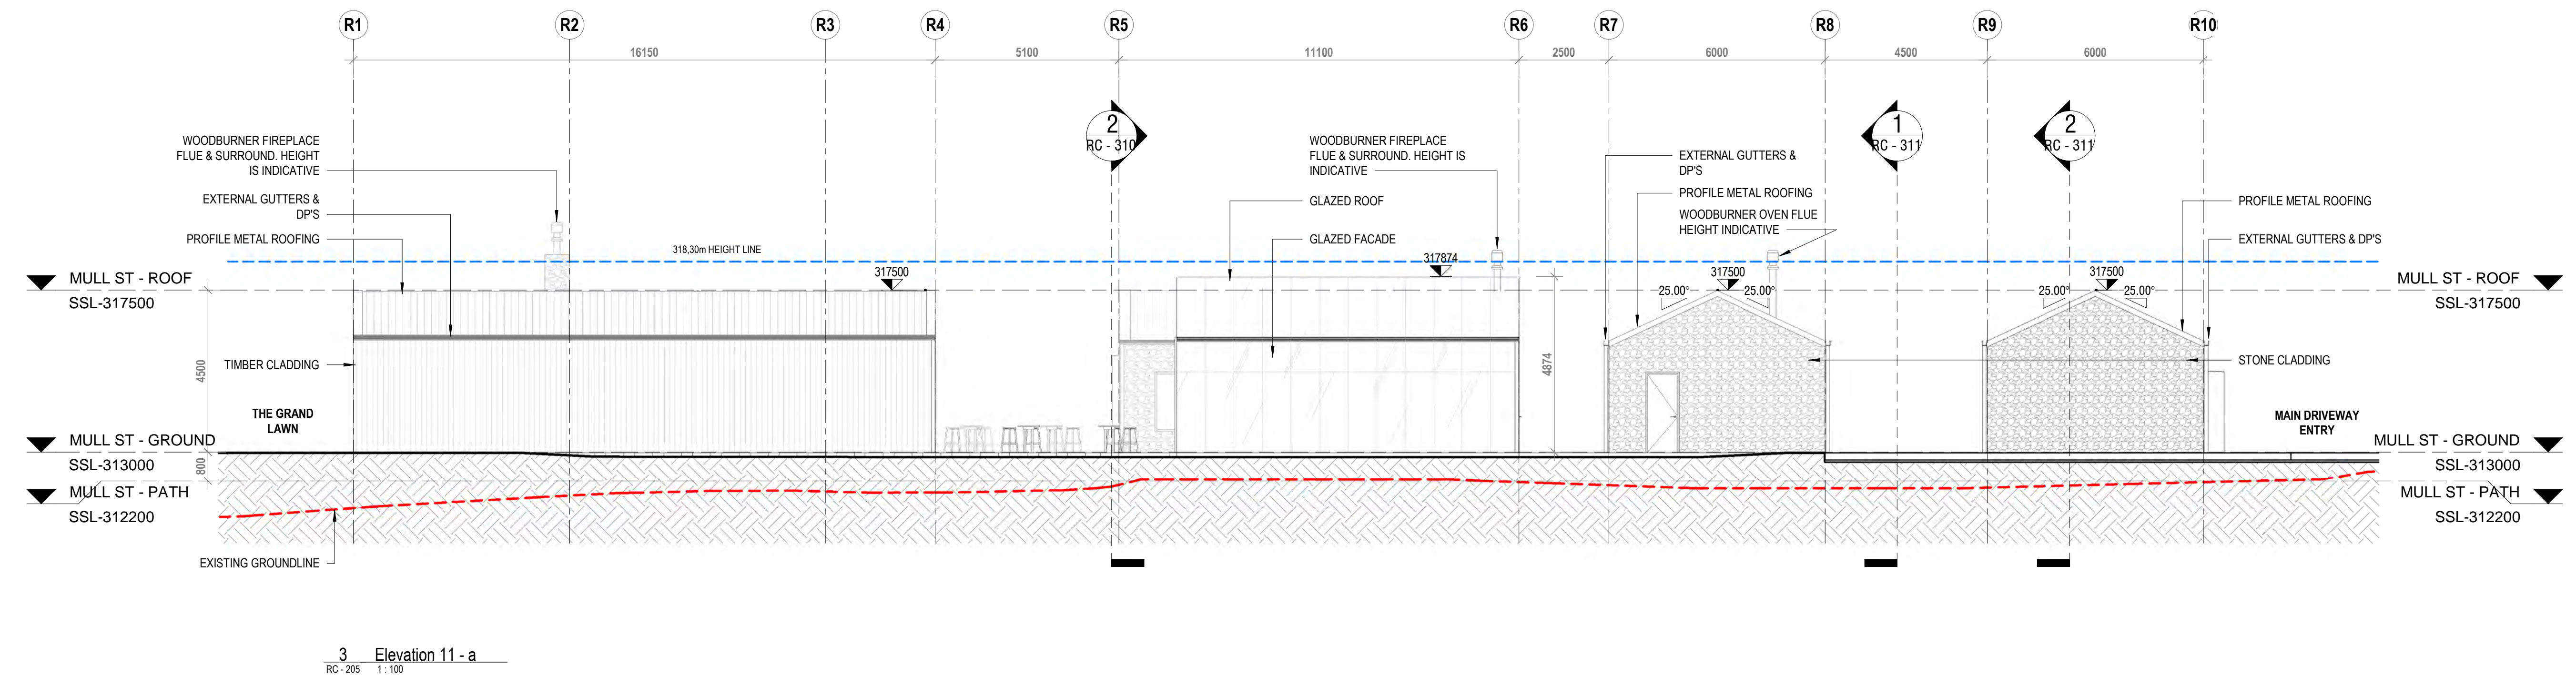 R1
R2
R3
R4
R5
R6
R7
R8
R9
R10
16150
5100
11100
2500
6000
4500
6000
WOODBURNER FIREPLACE
FLUE & SURROUND. HEIGHT
IS INDICATIVE
EXTERNAL GUTTERS &
DP'S
PROFILE METAL ROOFING
318,30m HEIGHT LINE
2
RC - 310
WOODBURNER FIREPLACE
FLUE & SURROUND. HEIGHT IS
INDICATIVE
GLAZED ROOF
GLAZED FACADE
EXTERNAL GUTTERS &
DP'S
PROFILE METAL ROOFING
WOODBURNER OVEN FLUE
HEIGHT INDICATIVE
1
RC - 311
2
RC - 311
PROFILE METAL ROOFING
EXTERNAL GUTTERS & DP'S
MULL ST - ROOF
SSL-317500
317500
317874
317500
25.00°
25.00°
317500
25.00°
25.00°
MULL ST - ROOF
SSL-317500
TIMBER CLADDING
4500
4874
STONE CLADDING
THE GRAND
LAWN
MAIN DRIVEWAY
ENTRY
MULL ST - GROUND
SSL-313000
800
MULL ST - GROUND
SSL-313000
MULL ST - PATH
SSL-312200
MULL ST - PATH
SSL-312200
EXISTING GROUNDLINE
3
Elevation 11 - a
RC - 205
1 : 100